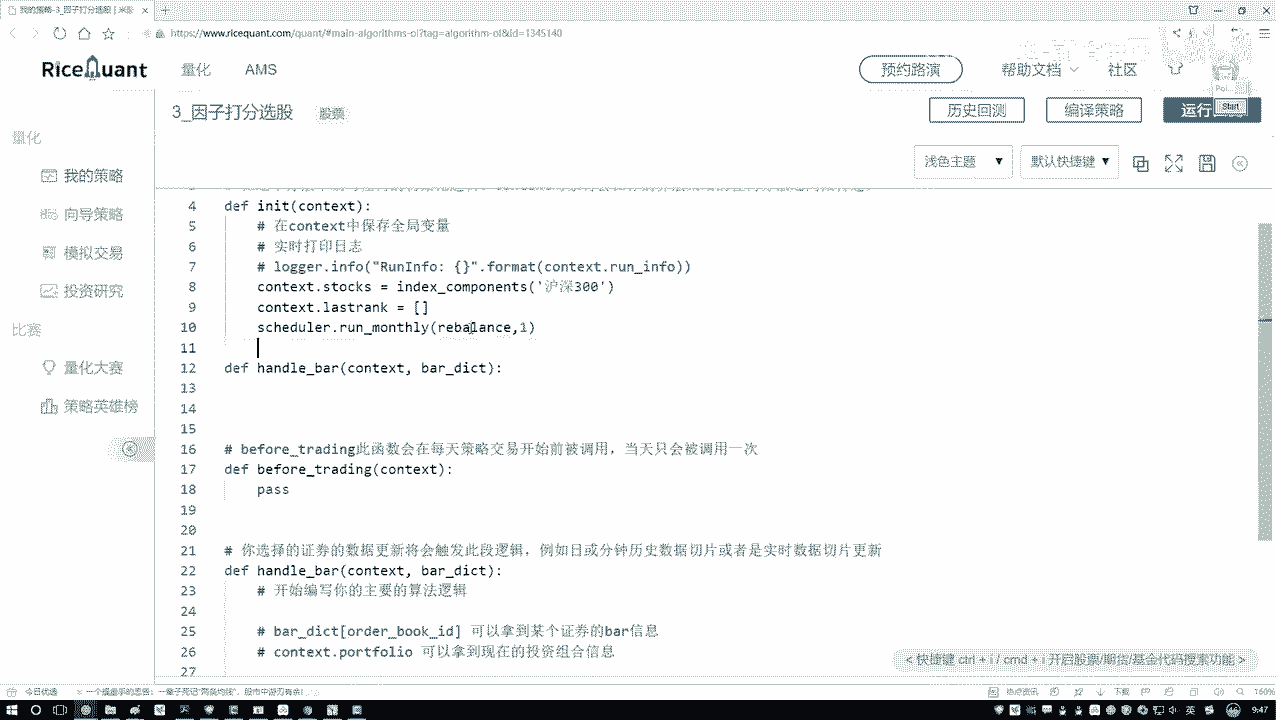 我的策略-3_因子打分选股 | 米
https://www.ricequant.com/quant/#main-algorithms-ol?tag=algorithm-ol&id=1345140
RiceQuant
量化
AMS
预约路演
帮助文档
社区
3_因子打分选股
股票
历史回测
编译策略
运行
Start
浅色主题
默认快捷键
量化
我的策略
向导策略
模拟交易
投资研究
比赛
量化大赛
策略英雄榜
4 def init(context):
5 # 在context中保存全局变量
6 # 实时打印日志
7 # logger.info("RunInfo: {}".format(context.run_info))
8 context.stocks = index_components('沪深300')
9 context.lastrank = []
10 scheduler.run_monthly(rebalance,1)
11
12 def handle_bar(context, bar_dict):
13
14
15
16 # before_trading此函数会在每天策略交易开始前被调用，当天只会被调用一次
17 def before_trading(context):
18 pass
19
20
21 # 你选择的证券的数据更新将会触发此段逻辑，例如日或分钟历史数据切片或者是实时数据切片更新
22 def handle_bar(context, bar_dict):
23 # 开始编写你的主要的算法逻辑
24
25 # bar_dict[order_book_id] 可以拿到某个证券的bar信息
26 # context.portfolio 可以拿到现在的投资组合信息
27
< 快捷键 ctrl + i / cmd + i 开启股票/期货/基金代码搜索功能 >
今日优选
热点资讯
下载
160%
英
9:47